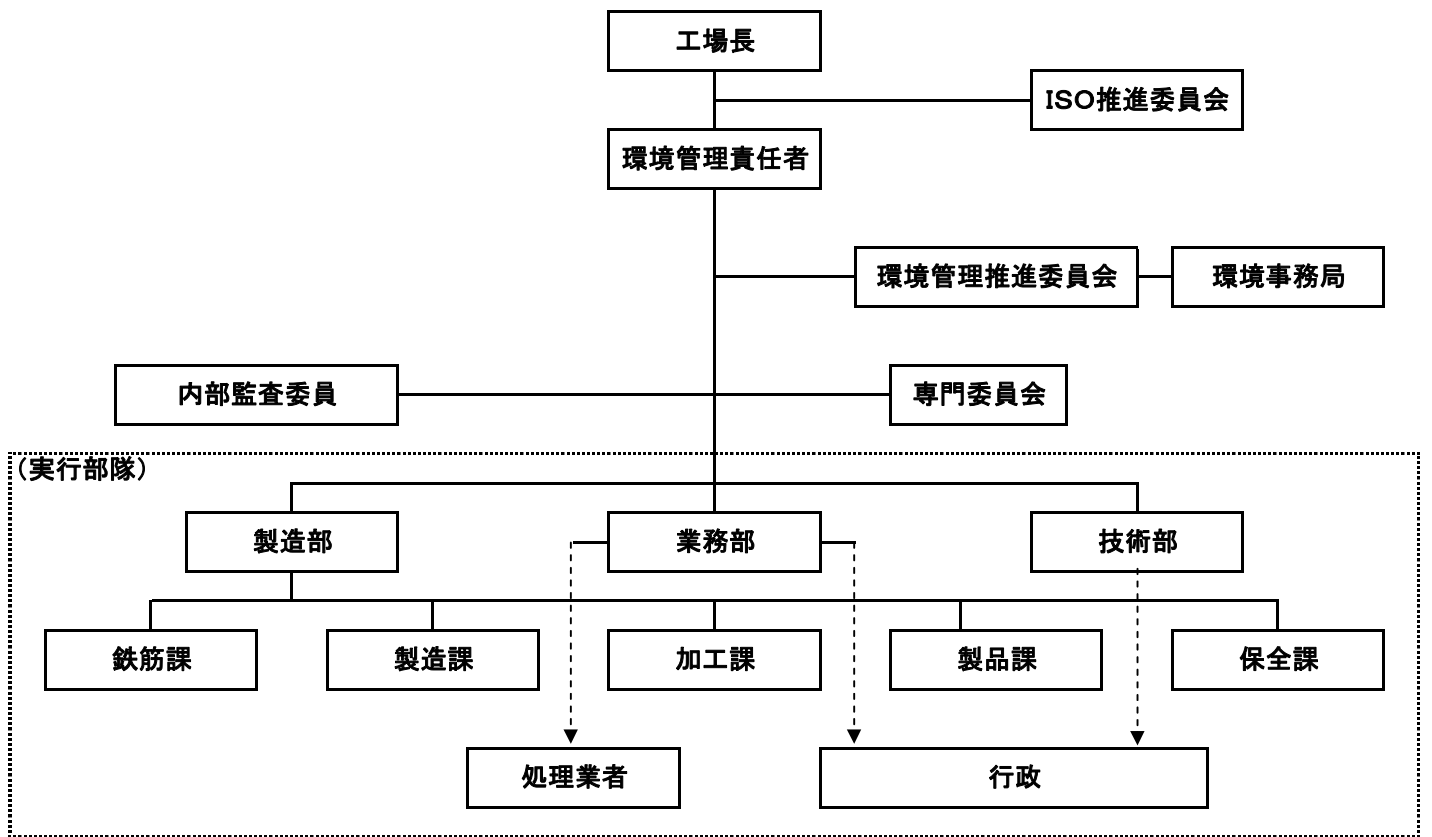 工場長
ISO推進委員会
環境管理責任者
環境管理推進委員会
環境事務局
内部監査委員
専門委員会
（実行部隊）
製造部
業務部
技術部
鉄筋課
製造課
加工課
製品課
保全課
処理業者
行政